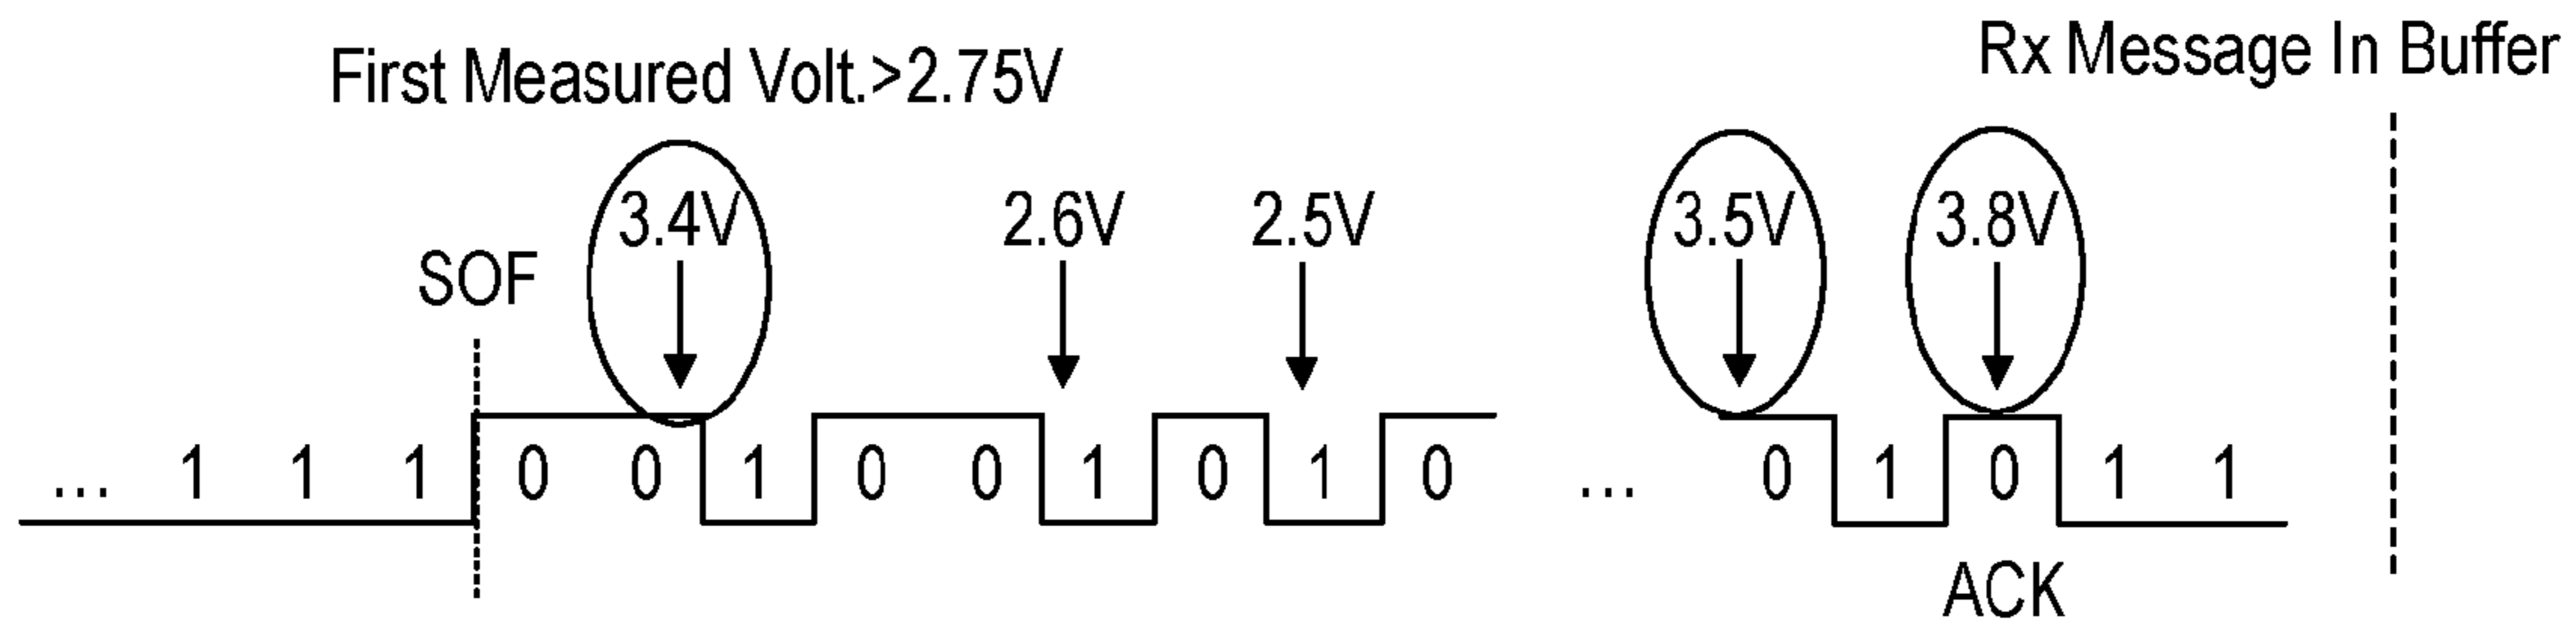 Rx Message In Buffer
First Measured Volt.>2.75V
3.4V 2.6V 2.5V 3.5V 3.8V
SOF
... 1 1 1 0 0 1 0 0 1 0 1 0 ... 0 1 0 1 1
ACK